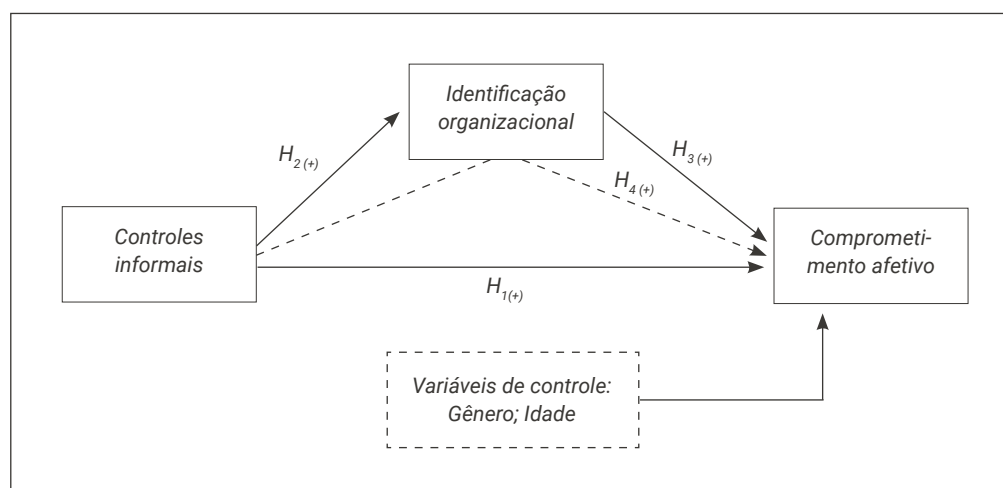 Identificação
organizacional
H2 (+)
H3 (+)
H4 (+)
Controles
informais
Comprometi-
mento afetivo
H1(+)
Variáveis de controle:
Gênero; Idade